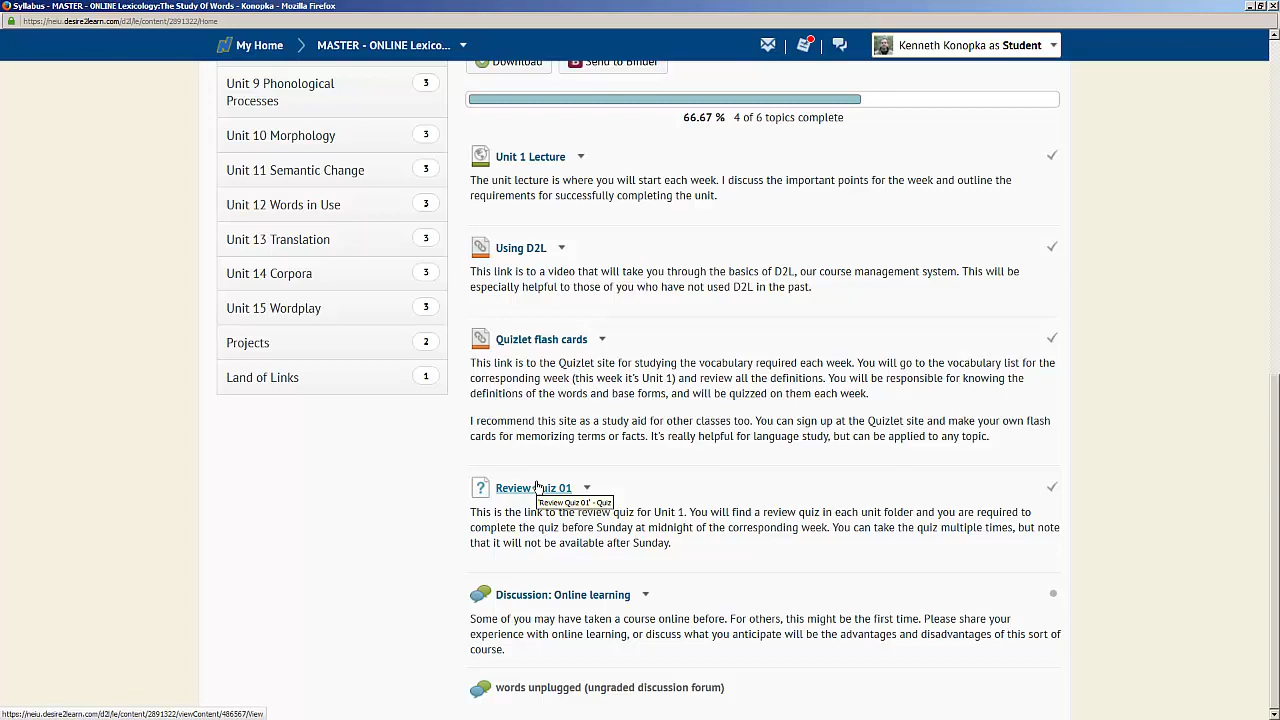 Syllabus - MASTER - ONLINE Lexicology:The Study Of Words - Konopka - Mozilla Firefox
https://neiu.desire2learn.com/d2l/le/content/2891322/Home
My Home
MASTER - ONLINE Lexico...
Kenneth Konopka as Student
Unit 9 Phonological
Processes
3
Unit 10 Morphology
3
Unit 11 Semantic Change
3
Unit 12 Words in Use
3
Unit 13 Translation
3
Unit 14 Corpora
3
Unit 15 Wordplay
3
Projects
2
Land of Links
1
Download
Send to Binder
66.67 % 4 of 6 topics complete
Unit 1 Lecture
The unit lecture is where you will start each week. I discuss the important points for the week and outline the
requirements for successfully completing the unit.
Using D2L
This link is to a video that will take you through the basics of D2L, our course management system. This will be
especially helpful to those of you who have not used D2L in the past.
Quizlet flash cards
This link is to the Quizlet site for studying the vocabulary required each week. You will go to the vocabulary list for the
corresponding week (this week it's Unit 1) and review all the definitions. You will be responsible for knowing the
definitions of the words and base forms, and will be quizzed on them each week.
I recommend this site as a study aid for other classes too. You can sign up at the Quizlet site and make your own flash
cards for memorizing terms or facts. It's really helpful for language study, but can be applied to any topic.
Review Quiz 01
'Review Quiz 01' - Quiz
This is the link to the review quiz for Unit 1. You will find a review quiz in each unit folder and you are required to
complete the quiz before Sunday at midnight of the corresponding week. You can take the quiz multiple times, but note
that it will not be available after Sunday.
Discussion: Online learning
Some of you may have taken a course online before. For others, this might be the first time. Please share your
experience with online learning, or discuss what you anticipate will be the advantages and disadvantages of this sort of
course.
words unplugged (ungraded discussion forum)
https://neiu.desire2learn.com/d2l/le/content/2891322/viewContent/486567/View